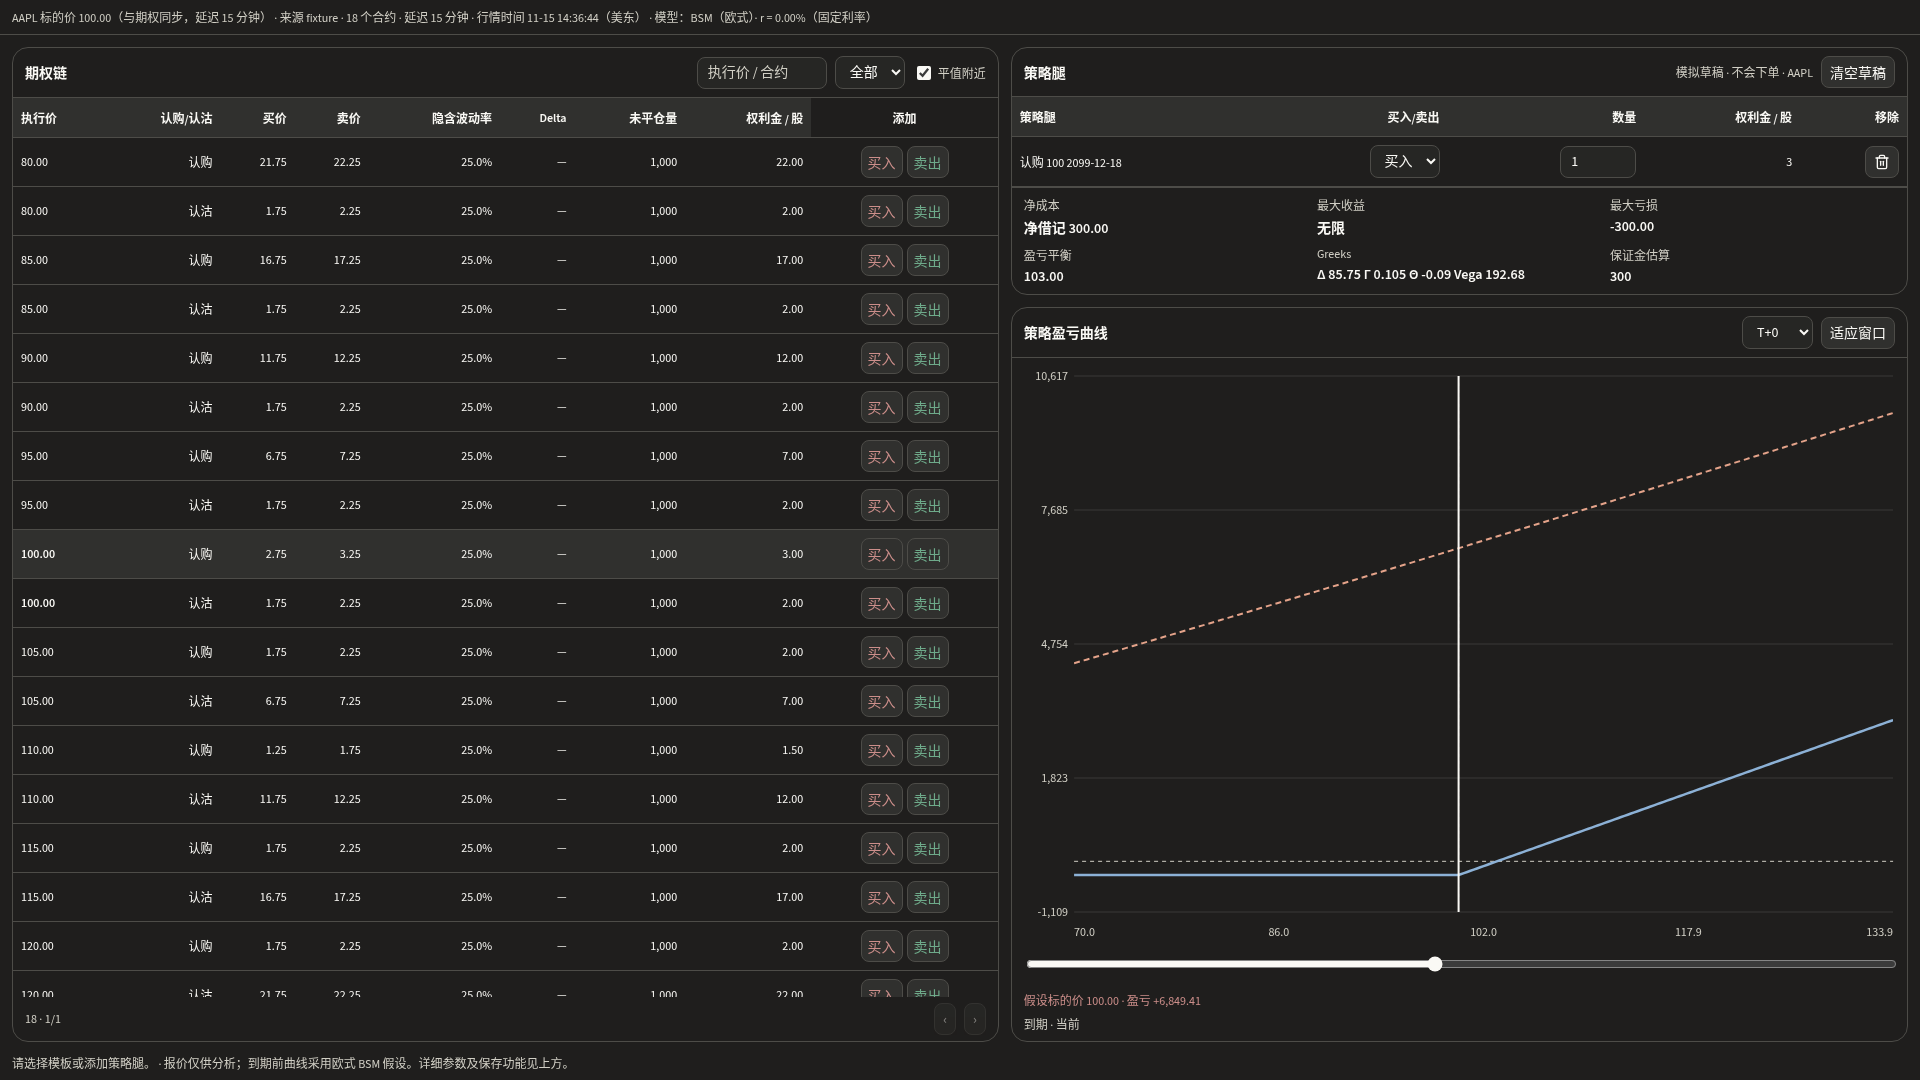 AAPL 标的价 100.00（与期权同步，延迟 15 分钟） · 来源 fixture · 18 个合约 · 延迟 15 分钟 · 行情时间 11-15 14:36:44（美东） · 模型：BSM（欧式）· r = 0.00%（固定利率）
期权链
执行价 / 合约
全部
平值附近
执行价 认购/认沽 买价 卖价 隐含波动率 Delta 未平仓量 权利金 / 股 添加
80.00 认购 21.75 22.25 25.0% — 1,000 22.00 买入 卖出
80.00 认沽 1.75 2.25 25.0% — 1,000 2.00 买入 卖出
85.00 认购 16.75 17.25 25.0% — 1,000 17.00 买入 卖出
85.00 认沽 1.75 2.25 25.0% — 1,000 2.00 买入 卖出
90.00 认购 11.75 12.25 25.0% — 1,000 12.00 买入 卖出
90.00 认沽 1.75 2.25 25.0% — 1,000 2.00 买入 卖出
95.00 认购 6.75 7.25 25.0% — 1,000 7.00 买入 卖出
95.00 认沽 1.75 2.25 25.0% — 1,000 2.00 买入 卖出
100.00 认购 2.75 3.25 25.0% — 1,000 3.00 买入 卖出
100.00 认沽 1.75 2.25 25.0% — 1,000 2.00 买入 卖出
105.00 认购 1.75 2.25 25.0% — 1,000 2.00 买入 卖出
105.00 认沽 6.75 7.25 25.0% — 1,000 7.00 买入 卖出
110.00 认购 1.25 1.75 25.0% — 1,000 1.50 买入 卖出
110.00 认沽 11.75 12.25 25.0% — 1,000 12.00 买入 卖出
115.00 认购 1.75 2.25 25.0% — 1,000 2.00 买入 卖出
115.00 认沽 16.75 17.25 25.0% — 1,000 17.00 买入 卖出
120.00 认购 1.75 2.25 25.0% — 1,000 2.00 买入 卖出
120.00 认沽 21.75 22.25 25.0% — 1,000 22.00 买入 卖出
18 · 1/1
‹ ›
策略腿
模拟草稿 · 不会下单 · AAPL
清空草稿
策略腿 买入/卖出 数量 权利金 / 股 移除
认购 100 2099-12-18 买入 1 3
净成本 最大收益 最大亏损
净借记 300.00 无限 -300.00
盈亏平衡 Greeks 保证金估算
103.00 Δ 85.75 Γ 0.105 Θ -0.09 Vega 192.68 300
策略盈亏曲线
T+0
适应窗口
10,617
7,685
4,754
1,823
-1,109
70.0 86.0 102.0 117.9 133.9
假设标的价 100.00 · 盈亏 +6,849.41
到期 · 当前
请选择模板或添加策略腿。 · 报价仅供分析；到期前曲线采用欧式 BSM 假设。详细参数及保存功能见上方。